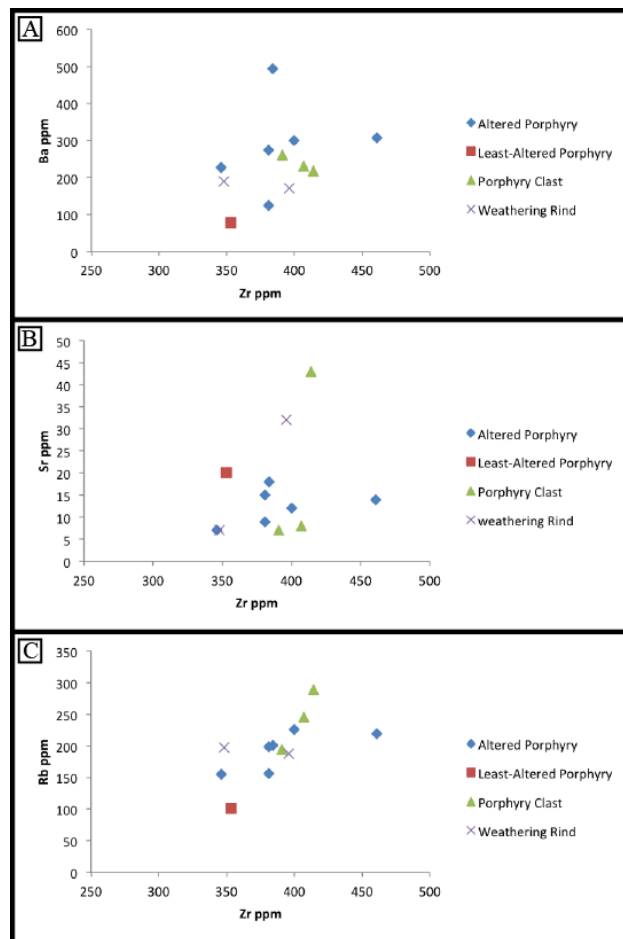 A
600
500
400
300
200
100
0
Ba ppm
250 300 350 400 450 500
Zr ppm
Altered Porphyry
Least-Altered Porphyry
Porphyry Clast
Weathering Rind
B
50
45
40
35
30
25
20
15
10
5
0
Sr ppm
250 300 350 400 450 500
Zr ppm
Altered Porphyry
Least-Altered Porphyry
Porphyry Clast
weathering Rind
C
350
300
250
200
150
100
50
0
Rb ppm
250 300 350 400 450 500
Zr ppm
Altered Porphyry
Least-Altered Porphyry
Porphyry Clast
Weathering Rind